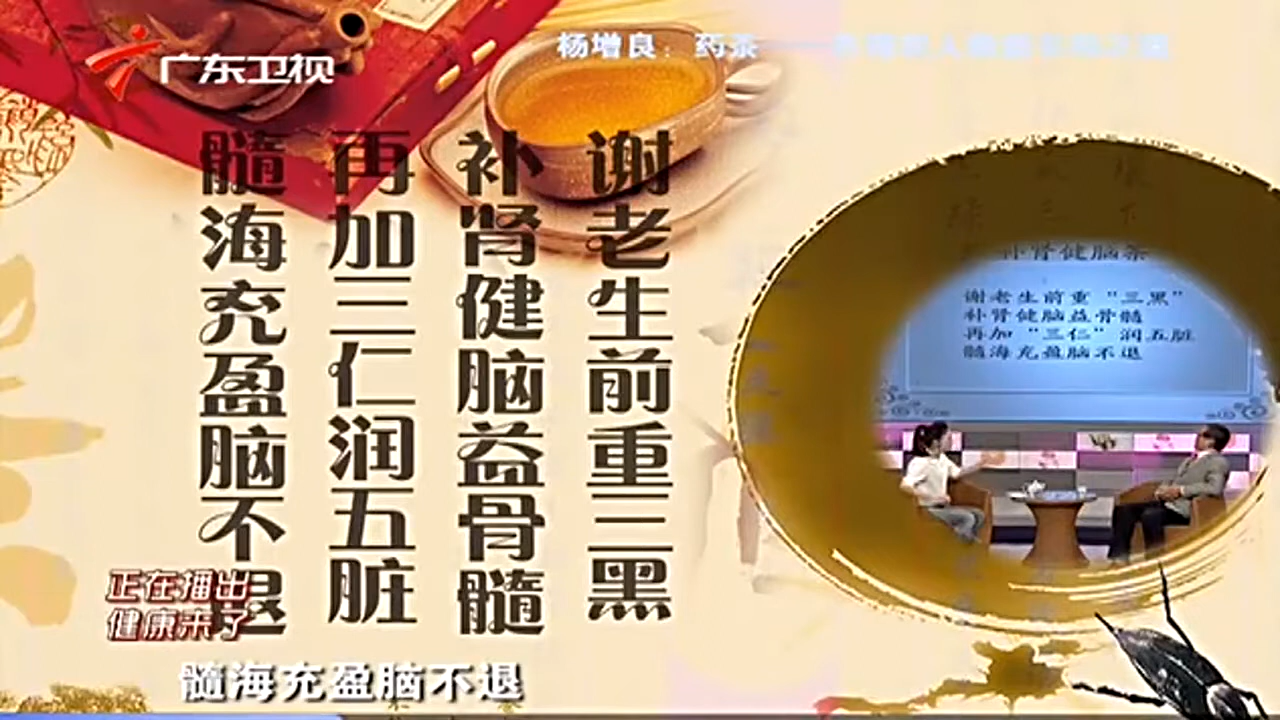 广东卫视
杨增良：药茶
谢老生前重三黑
补肾健脑益骨髓
再加三仁润五脏
髓海充盈脑不退
补肾健脑茶
谢老生前重“三黑”
补肾健脑益骨髓
再加“三仁”润五脏
髓海充盈脑不退
正在播出
健康来了
髓海充盈脑不退